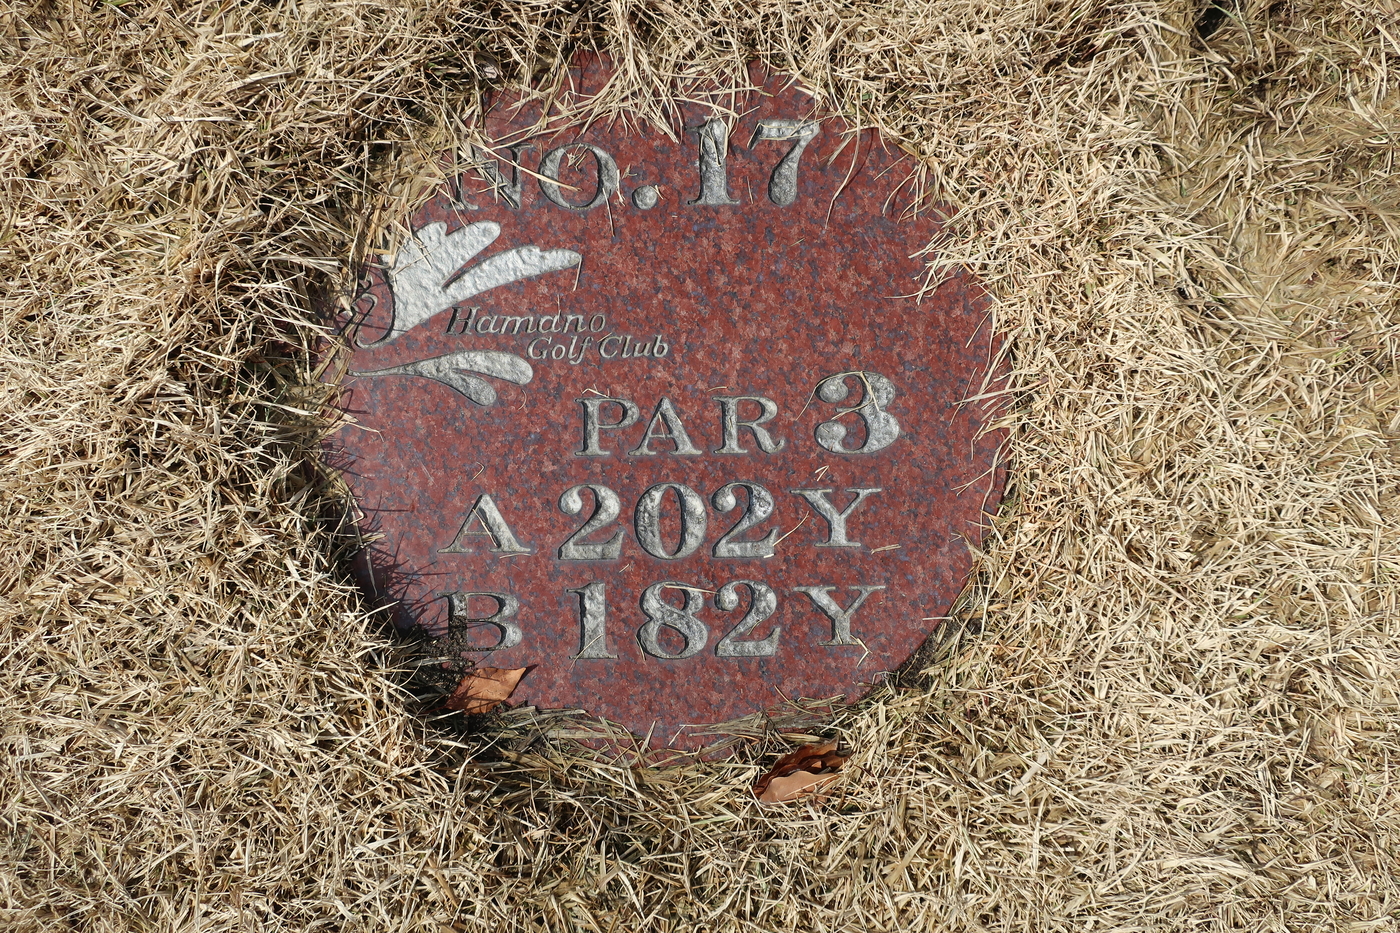 NO. 17
Hamano
Golf Club
PAR 3
A 202Y
B 182Y